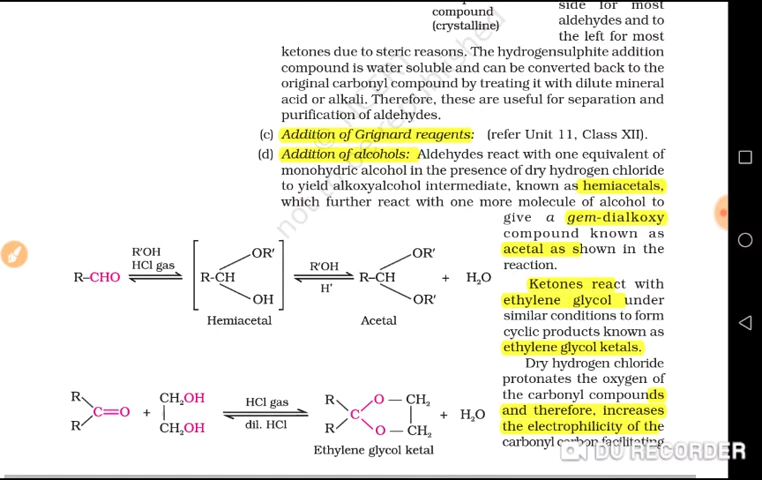 compound
(crystalline)
side for most
aldehydes and to
the left for most
ketones due to steric reasons. The hydrogensulphite addition
compound is water soluble and can be converted back to the
original carbonyl compound by treating it with dilute mineral
acid or alkali. Therefore, these are useful for separation and
purification of aldehydes.
(c) Addition of Grignard reagents: (refer Unit 11, Class XII).
(d) Addition of alcohols: Aldehydes react with one equivalent of
monohydric alcohol in the presence of dry hydrogen chloride
to yield alkoxyalcohol intermediate, known as hemiacetals,
which further react with one more molecule of alcohol to
give a gem-dialkoxy
compound known as
acetal as shown in the
reaction.
R–CHO
R'OH
HCl gas
R–CH
OR'
OH
Hemiacetal
R'OH
H⁺
R–CH
OR'
OR'
Acetal
+ H₂O
Ketones react with
ethylene glycol under
similar conditions to form
cyclic products known as
ethylene glycol ketals.
Dry hydrogen chloride
protonates the oxygen of
the carbonyl compounds
and therefore, increases
the electrophilicity of the
carbonyl carbon facilitating
R
R
C=O
+
CH₂OH
CH₂OH
HCl gas
dil. HCl
R
R
C
O — CH₂
O — CH₂
+ H₂O
Ethylene glycol ketal
DU RECORDER